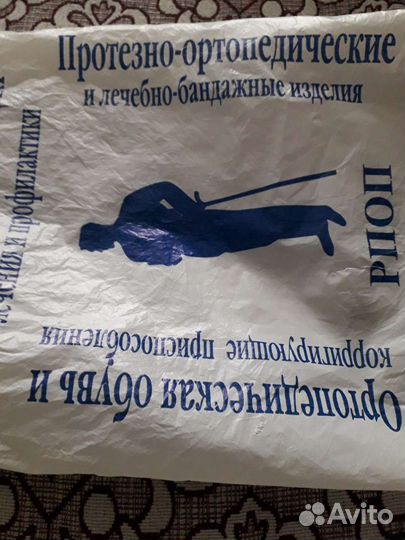 Протезно-ортопедические
и лечебно-бандажные изделия
РПОП
Ортопедическая обувь и
корригирующие приспособления
и профилактики
Avito